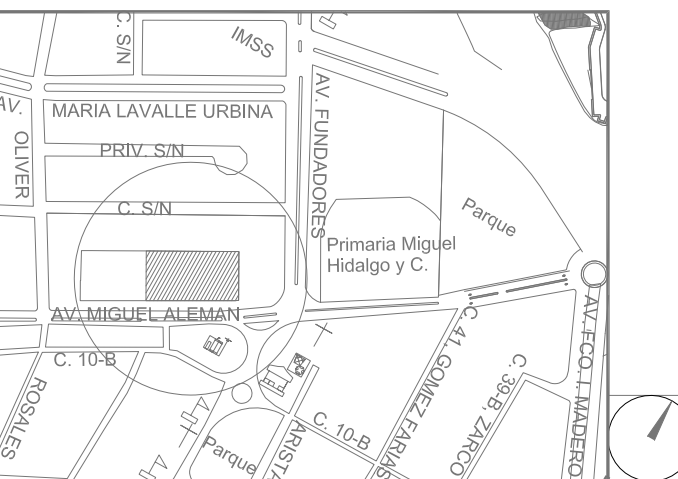 C. S/N
IMSS
AV.
OLIVER
MARIA LAVALLE URBINA
PRIV. S/N
AV. FUNDADORES
C. S/N
Parque
Primaria Miguel
Hidalgo y C.
AV. MIGUEL ALEMAN
C. 10-B
ROSALES
Parque
ARISTA
C. 10-B
C. 41, GOMEZ FARIAS
C. 39-B, ZARCO
AV. FCO. I. MADERO